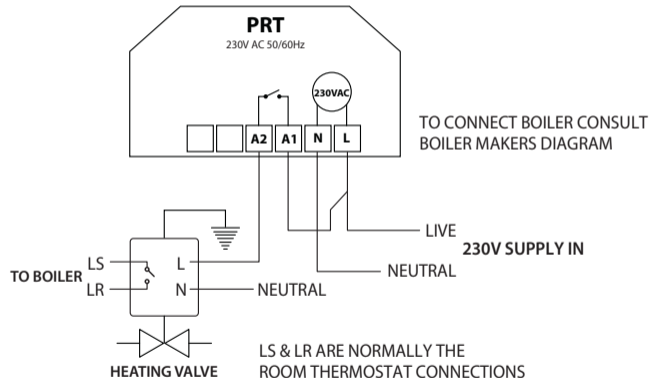 PRT
230V AC 50/60Hz
230VAC
A2 A1 N L
TO CONNECT BOILER CONSULT
BOILER MAKERS DIAGRAM
LIVE
230V SUPPLY IN
NEUTRAL
LS L
TO BOILER
LR N NEUTRAL
HEATING VALVE
LS & LR ARE NORMALLY THE
ROOM THERMOSTAT CONNECTIONS